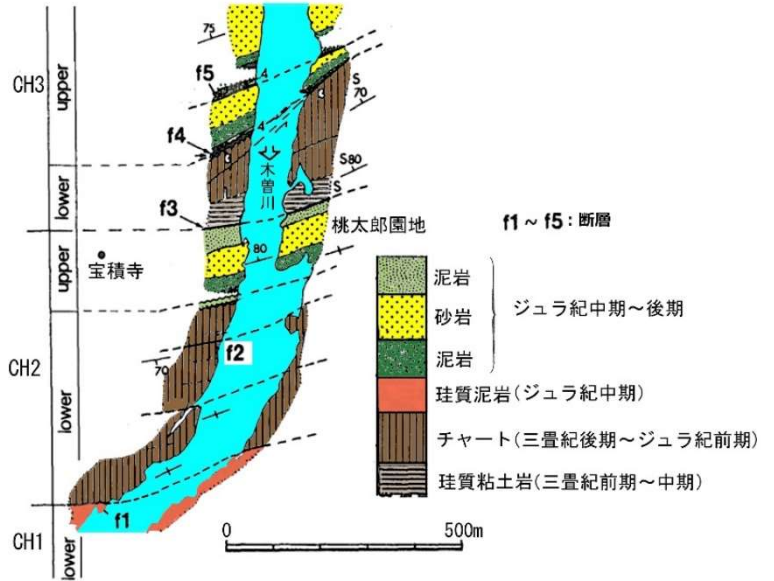 75
S
70
4
f5
CH3
upper
f4
4
木曽川
S80
S
lower
f3
桃太郎園地
f1 ~ f5 : 断層
80
宝積寺
upper
泥岩
砂岩
ジュラ紀中期～後期
泥岩
f2
CH2
70
lower
珪質泥岩(ジュラ紀中期)
チャート(三畳紀後期～ジュラ紀前期)
珪質粘土岩(三畳紀前期～中期)
f1
CH1
lower
0
500m